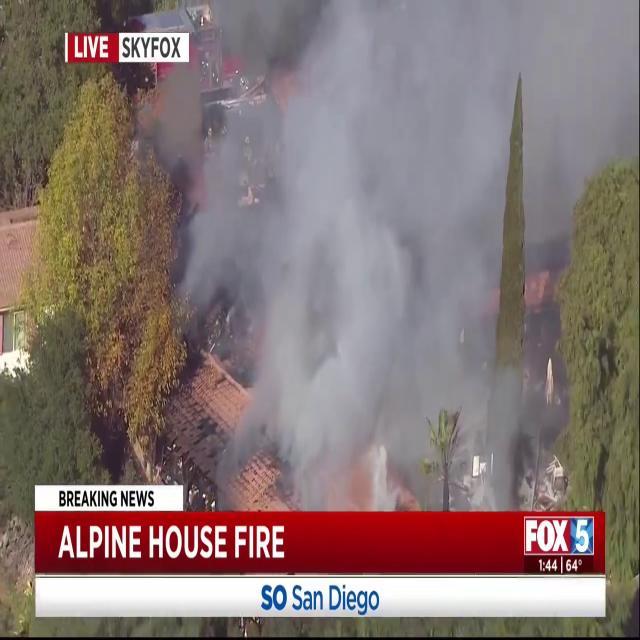 LIVE SKYFOX
BREAKING NEWS
ALPINE HOUSE FIRE
FOX 5
1:44 64°
SO San Diego